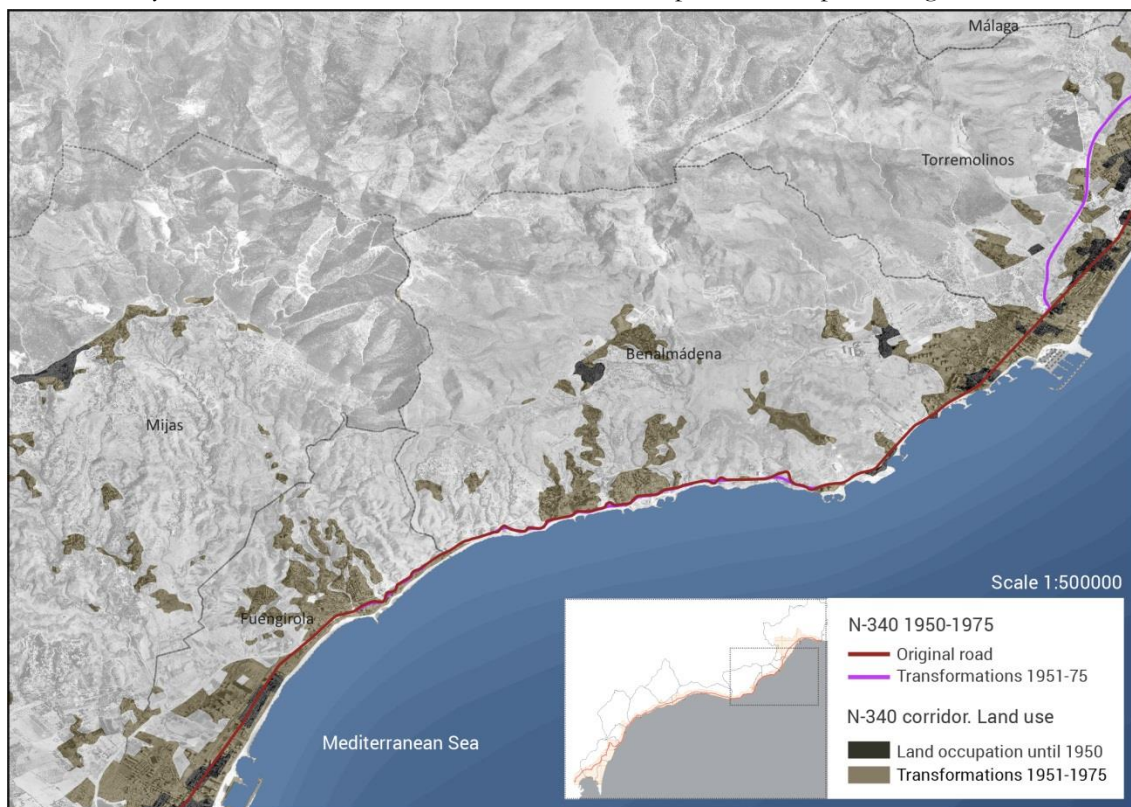 Málaga
Torremolinos
Benalmádena
Mijas
Fuengirola
Mediterranean Sea
Scale 1:500000
N-340 1950-1975
Original road
Transformations 1951-75
N-340 corridor. Land use
Land occupation until 1950
Transformations 1951-1975